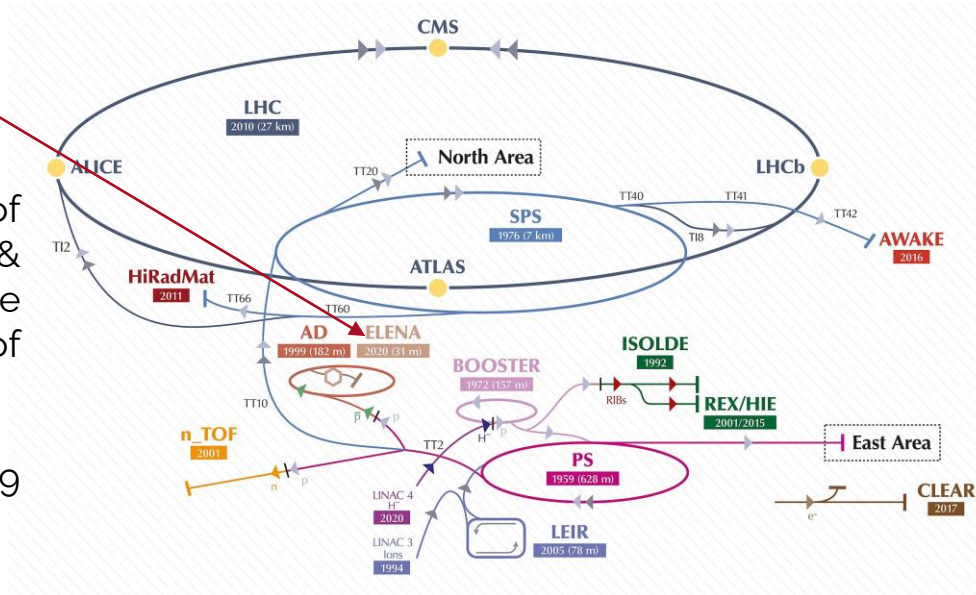 CMS
LHC
2010 (27 km)
ALICE
LHCb
TT20
North Area
of
&
e
of
9
SPS
1976 (7 km)
TT40
TT41
TT42
TI8
AWAKE
2016
TI2
HiRadMat
2011
ATLAS
TT66
TT60
AD
1999 (182 m)
ELENA
2020 (31 m)
ISOLDE
1992
BOOSTER
1972 (157 m)
RIBs
REX/HIE
2001/2015
TT10
p̅
p
H-
p
TT2
n_TOF
2001
n
p
East Area
PS
1959 (628 m)
LINAC 4
H-
2020
CLEAR
2017
e-
LINAC 3
Ions
1994
LEIR
2005 (78 m)